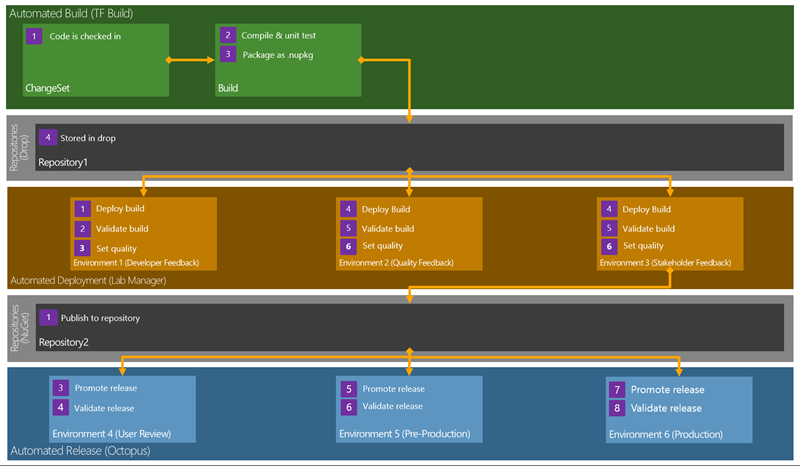 Automated Build (TF Build)
1 Code is checked in
ChangeSet
2 Compile & unit test
3 Package as .nupkg
Build
Repositories
(Drop)
4 Stored in drop
Repository1
1 Deploy build
2 Validate build
3 Set quality
Environment 1 (Developer Feedback)
4 Deploy Build
5 Validate build
6 Set quality
Environment 2 (Quality Feedback)
4 Deploy Build
5 Validate build
6 Set quality
Environment 3 (Stakeholder Feedback)
Automated Deployment (Lab Manager)
Repositories
(NuGet)
1 Publish to repository
Repository2
3 Promote release
4 Validate release
Environment 4 (User Review)
5 Promote release
6 Validate release
Environment 5 (Pre-Production)
7 Promote release
8 Validate release
Environment 6 (Production)
Automated Release (Octopus)